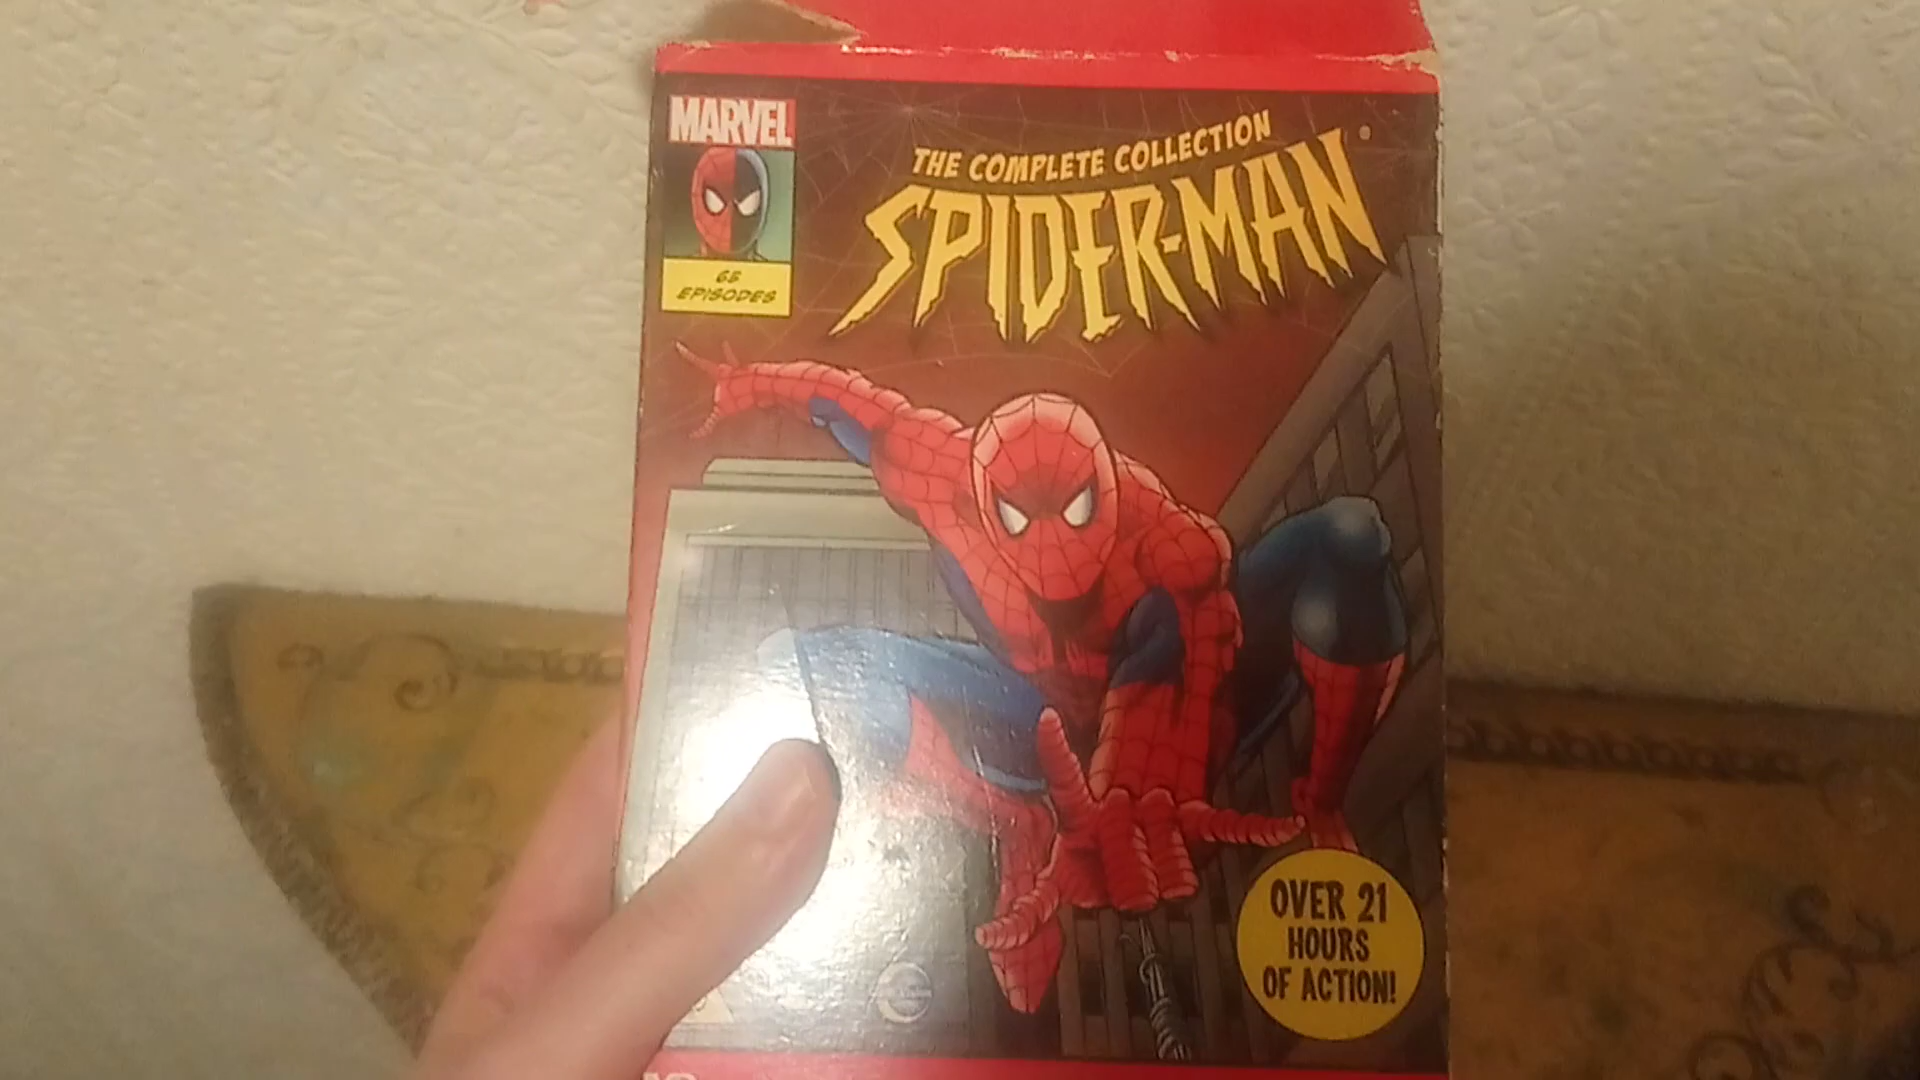 MARVEL
65
EPISODES
THE COMPLETE COLLECTION
SPIDER-MAN
OVER 21
HOURS
OF ACTION!